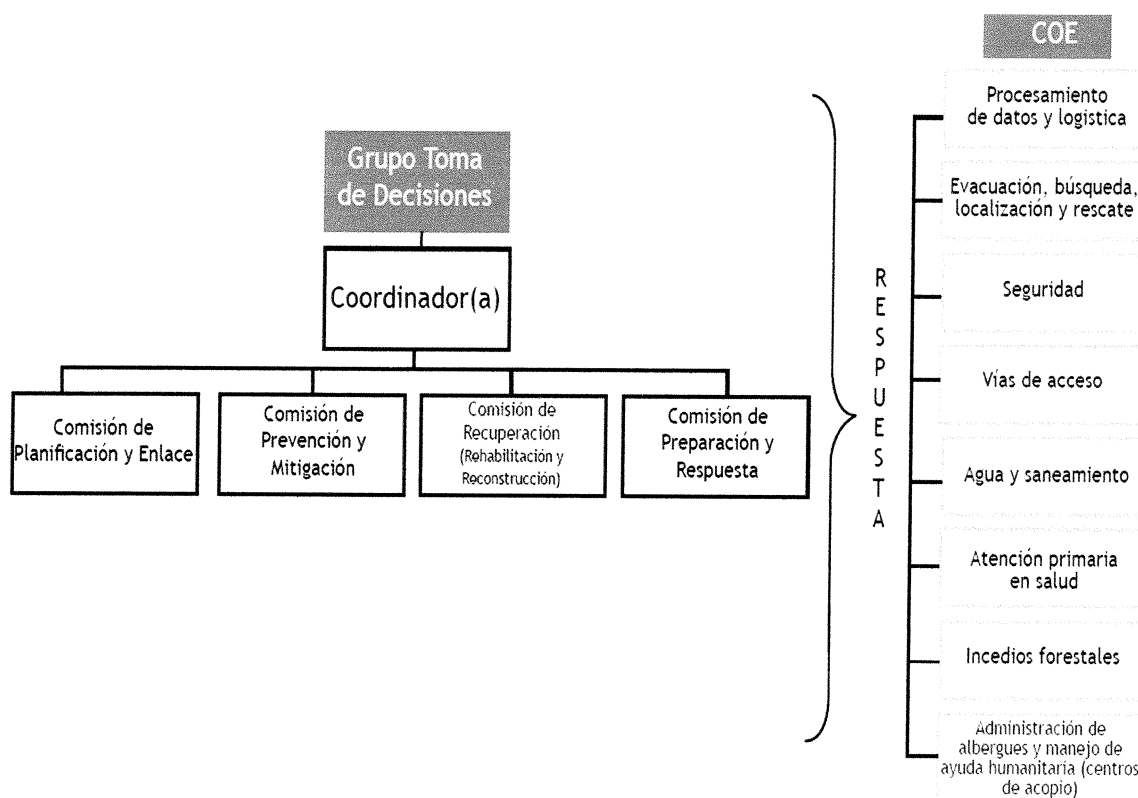 Grupo Toma
de Decisiones
Coordinador(a)
Comisión de
Planificación y Enlace
Comisión de
Prevención y
Mitigación
Comisión de
Recuperación
(Rehabilitación y
Reconstrucción)
Comisión de
Preparación y
Respuesta
RESPUESTA
COE
Procesamiento
de datos y logistica
Evacuación, búsqueda,
localización y rescate
Seguridad
Vías de acceso
Agua y saneamiento
Atención primaria
en salud
Incedios forestales
Administración de
albergues y manejo de
ayuda humanitaria (centros
de acopio)